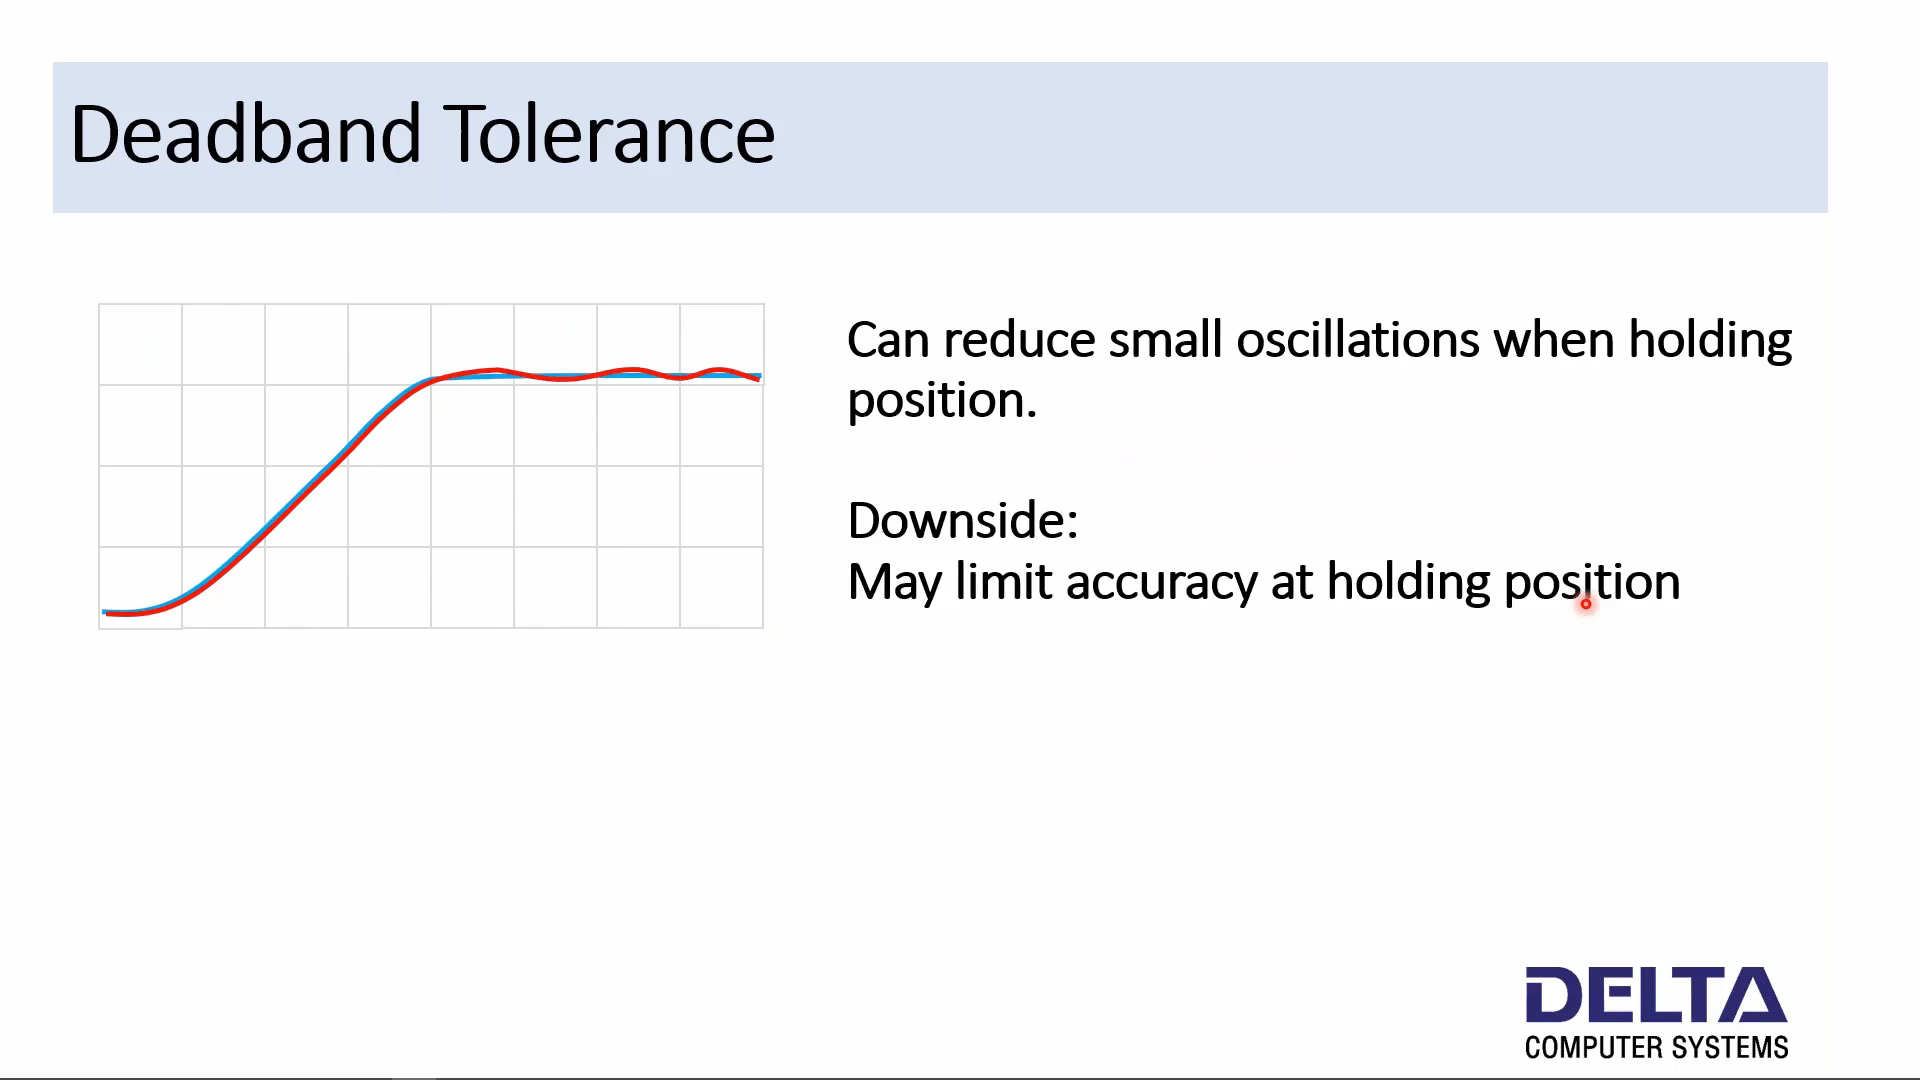 Deadband Tolerance
Can reduce small oscillations when holding
position.
Downside:
May limit accuracy at holding position
DELTA
COMPUTER SYSTEMS